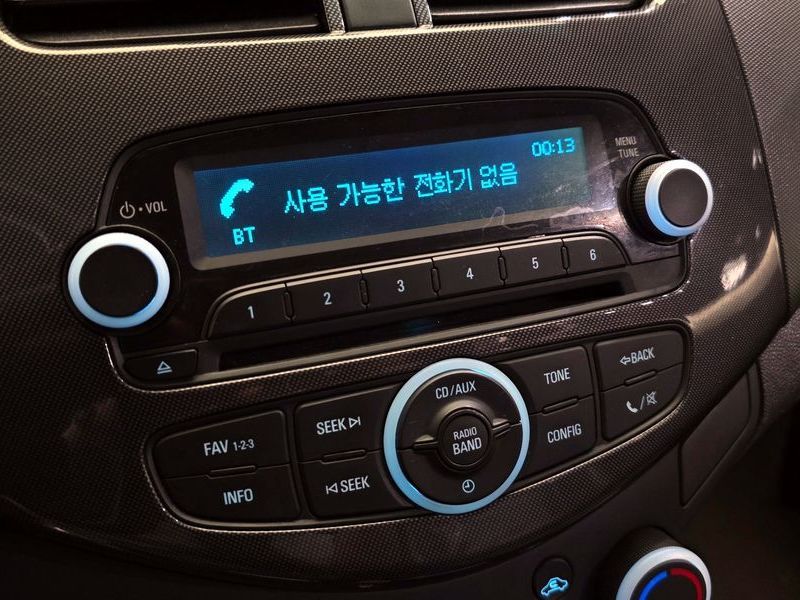 00:13
MENU
TUNE
사용 가능한 전화기 없음
BT
VOL
1 2 3 4 5 6
CD/AUX
TONE
BACK
FAV 1-2-3
SEEK
RADIO
BAND
CONFIG
INFO
SEEK